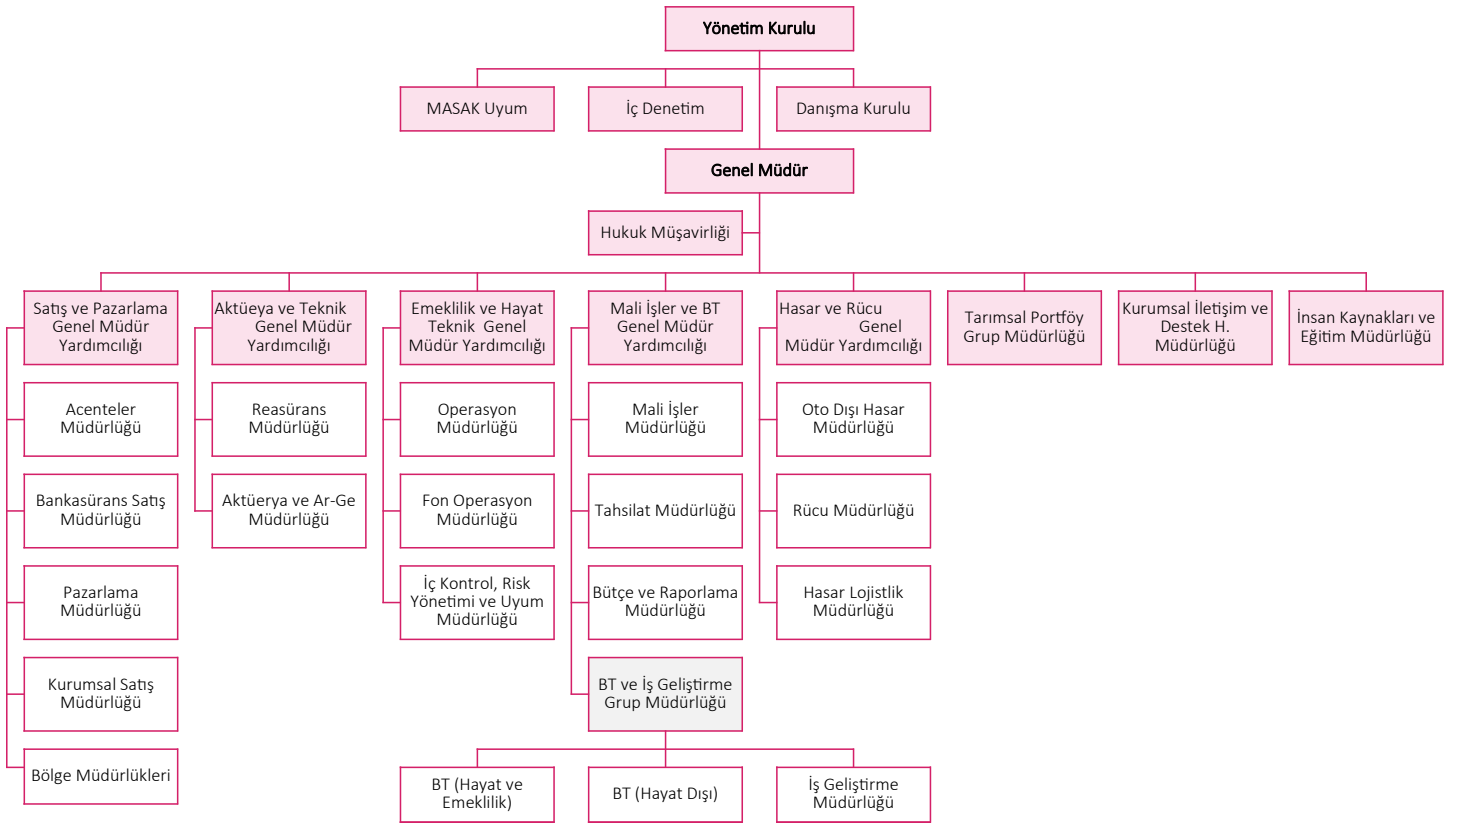 Yönetim Kurulu
MASAK Uyum
İç Denetim
Danışma Kurulu
Genel Müdür
Hukuk Müşavirliği
Satış ve Pazarlama
Genel Müdür
Yardımcılığı
Aktüeya ve Teknik
Genel Müdür
Yardımcılığı
Emeklilik ve Hayat
Teknik Genel
Müdür Yardımcılığı
Mali İşler ve BT
Genel Müdür
Yardımcılığı
Hasar ve Rücu
Genel
Müdür Yardımcılığı
Tarımsal Portföy
Grup Müdürlüğü
Kurumsal İletişim ve
Destek H.
Müdürlüğü
İnsan Kaynakları ve
Eğitim Müdürlüğü
Acenteler
Müdürlüğü
Reasürans
Müdürlüğü
Operasyon
Müdürlüğü
Mali İşler
Müdürlüğü
Oto Dışı Hasar
Müdürlüğü
Bankasürans Satış
Müdürlüğü
Aktüerya ve Ar-Ge
Müdürlüğü
Fon Operasyon
Müdürlüğü
Tahsilat Müdürlüğü
Rücu Müdürlüğü
Pazarlama
Müdürlüğü
İç Kontrol, Risk
Yönetimi ve Uyum
Müdürlüğü
Bütçe ve Raporlama
Müdürlüğü
Hasar Lojistlik
Müdürlüğü
Kurumsal Satış
Müdürlüğü
BT ve İş Geliştirme
Grup Müdürlüğü
Bölge Müdürlükleri
BT (Hayat ve
Emeklilik)
BT (Hayat Dışı)
İş Geliştirme
Müdürlüğü